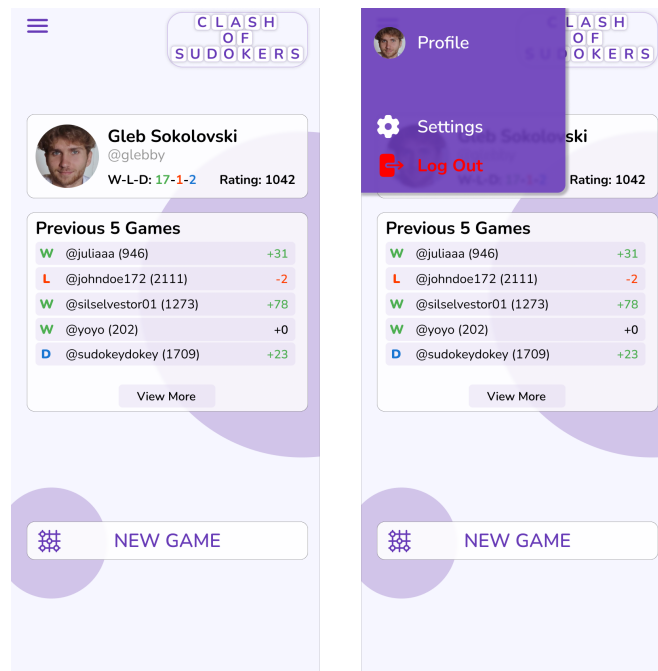 CLASH
OF
SUDOKERS
Gleb Sokolovski
@glebby
W-L-D: 17-1-2 Rating: 1042
Previous 5 Games
W @juliaaa (946) +31
L @johndoe172 (2111) -2
W @silselvestor01 (1273) +78
W @yoyo (202) +0
D @sudokeydokey (1709) +23
View More
NEW GAME
Profile
Settings
Log Out
CLASH
OF
SUDOKERS
Gleb Sokolovski
W-L-D: 17-1-2 Rating: 1042
Previous 5 Games
W @juliaaa (946) +31
L @johndoe172 (2111) -2
W @silselvestor01 (1273) +78
W @yoyo (202) +0
D @sudokeydokey (1709) +23
View More
NEW GAME